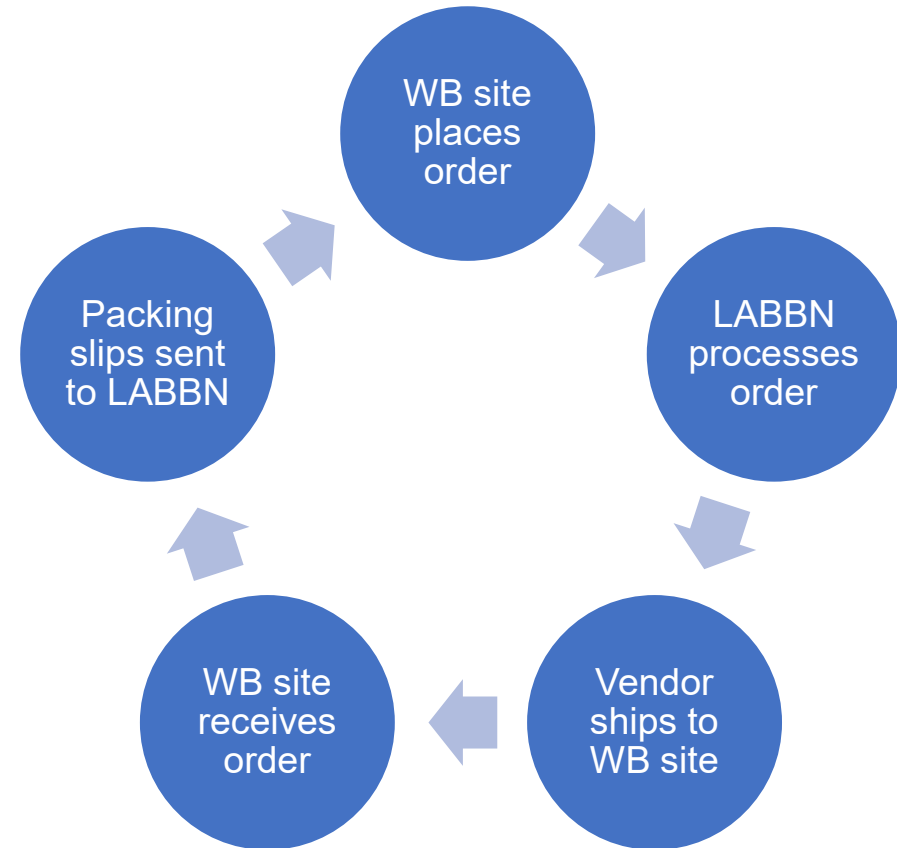 WB site
places
order
LABBN
processes
order
Vendor
ships to
WB site
WB site
receives
order
Packing
slips sent
to LABBN